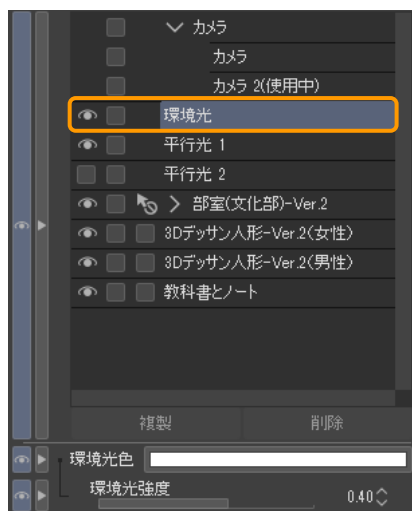 カメラ
カメラ
カメラ 2(使用中)
環境光
平行光 1
平行光 2
部室(文化部)-Ver.2
3Dデッサン人形-Ver.2(女性)
3Dデッサン人形-Ver.2(男性)
教科書とノート
複製 削除
環境光色
環境光強度 0.40